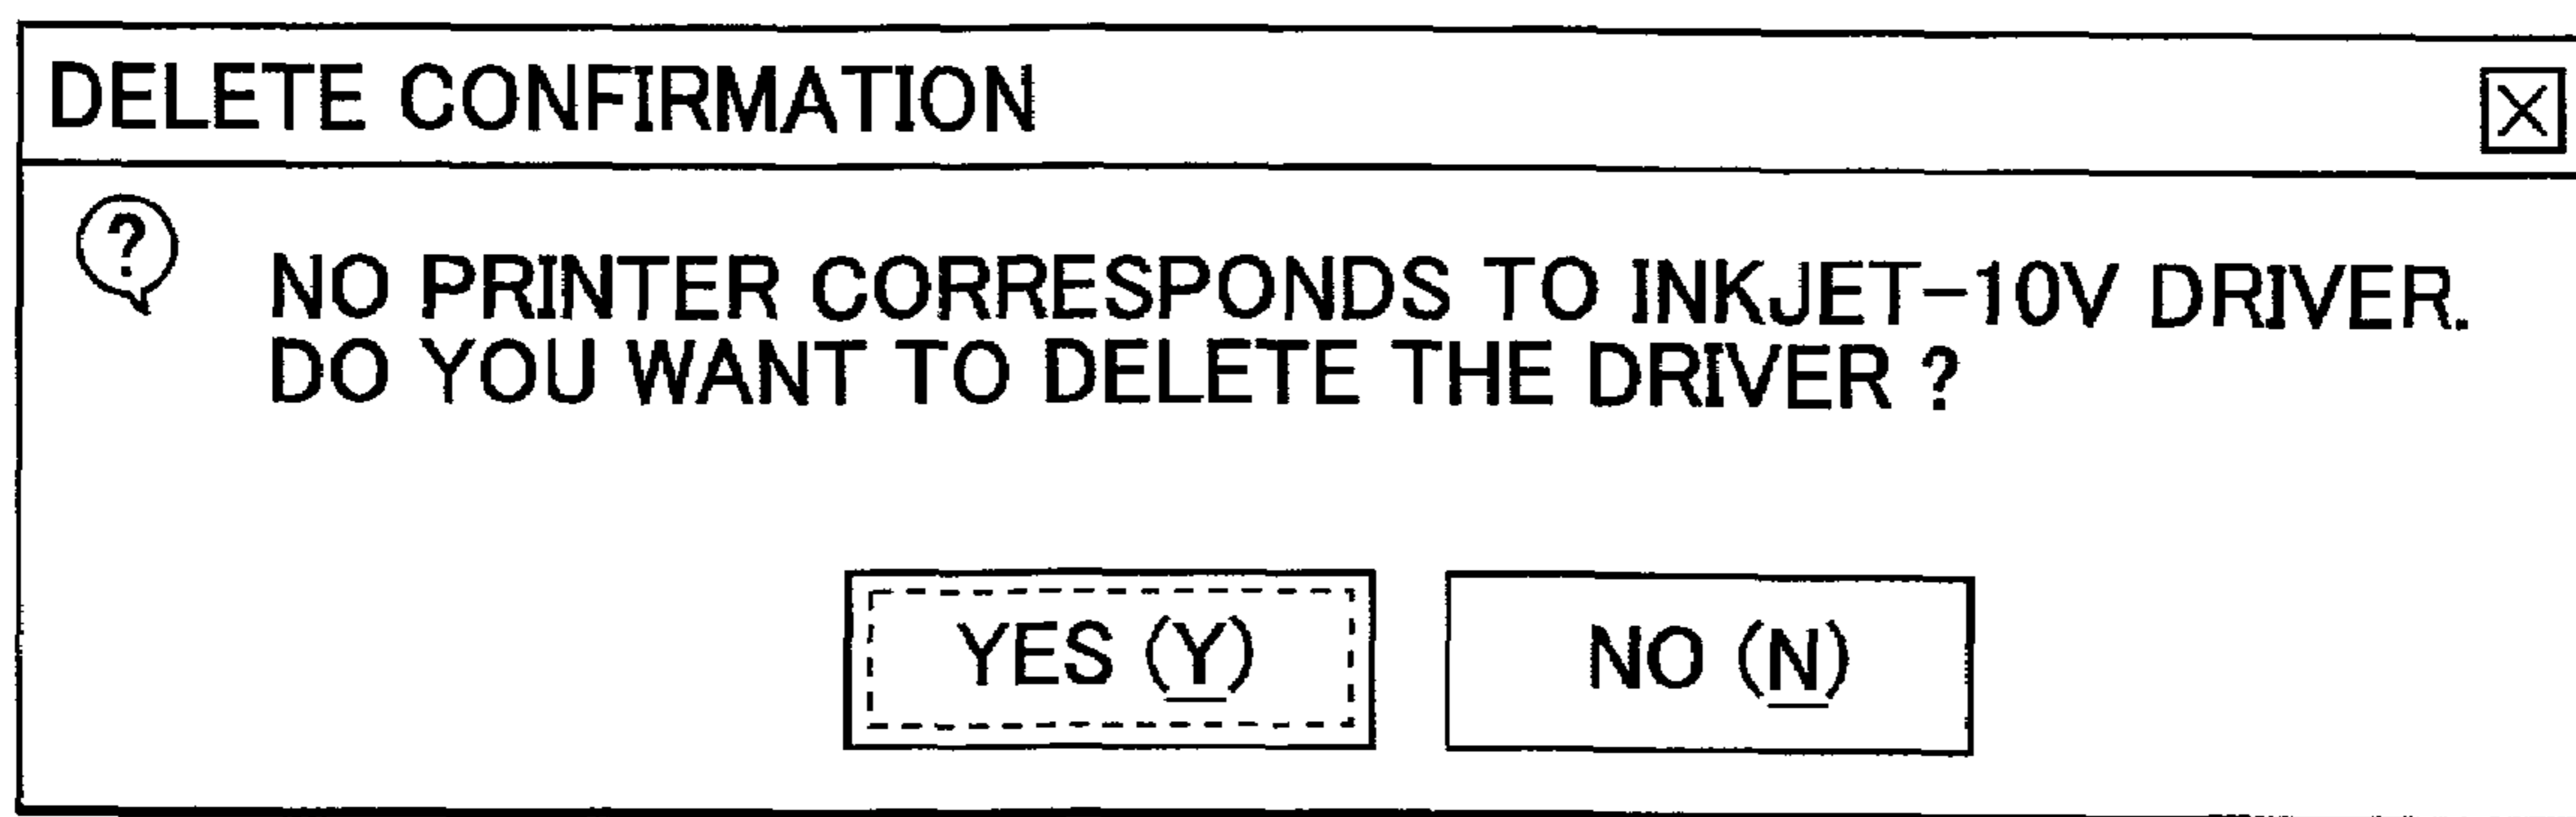 DELETE CONFIRMATION
?
NO PRINTER CORRESPONDS TO INKJET-10V DRIVER.
DO YOU WANT TO DELETE THE DRIVER ?
YES (Y) NO (N)